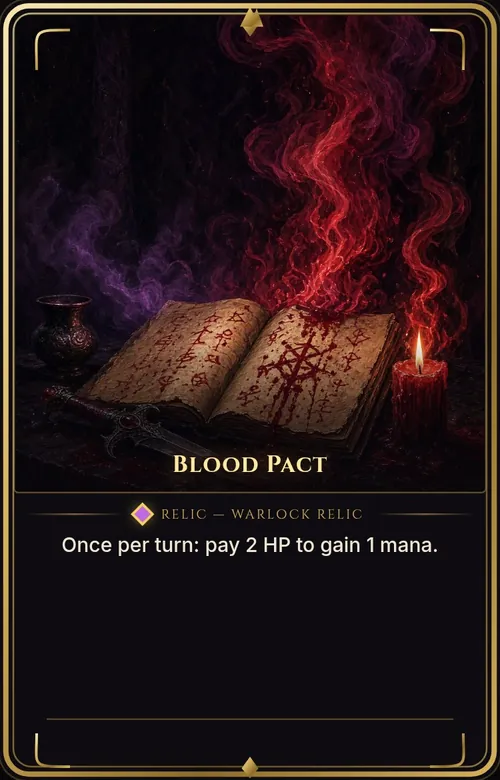 Blood Pact
RELIC — WARLOCK RELIC
Once per turn: pay 2 HP to gain 1 mana.